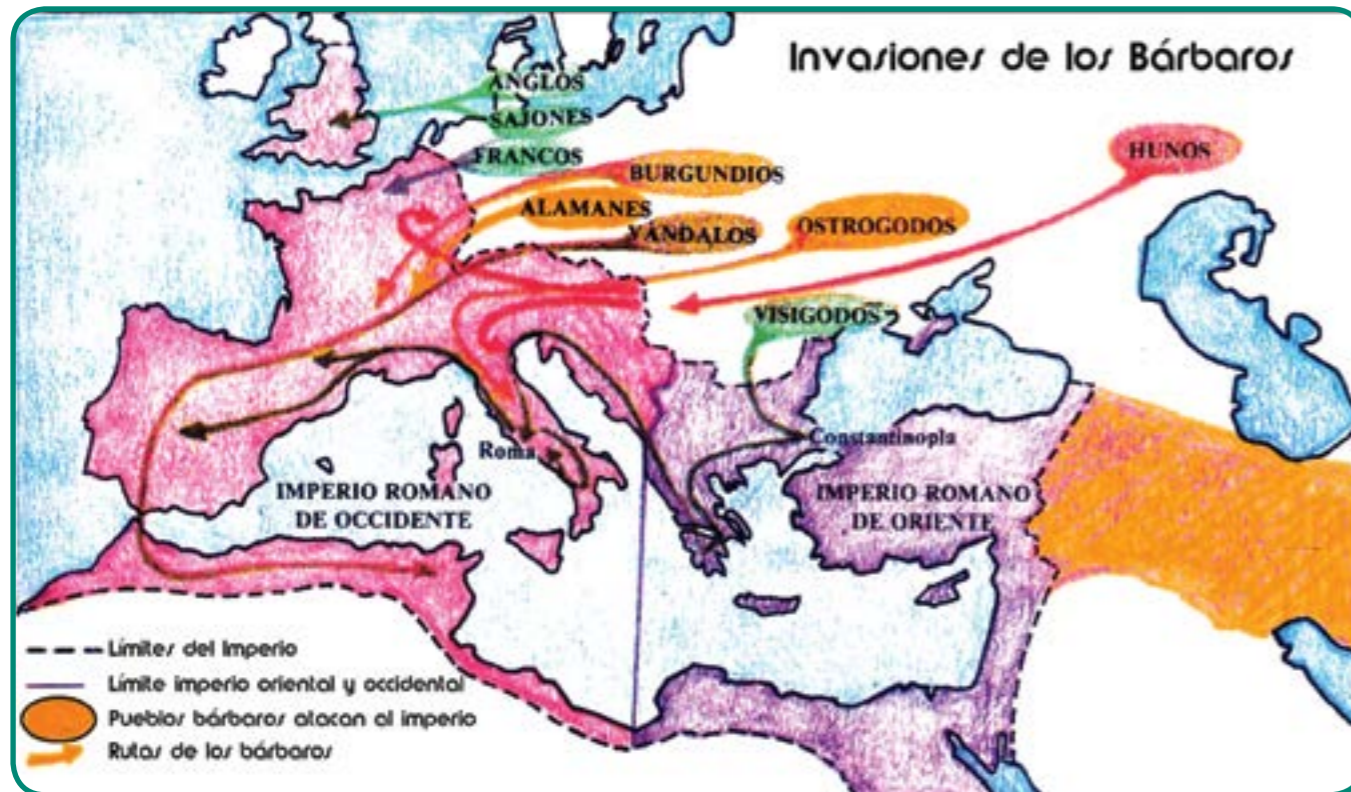 Invasiones de los Bárbaros
ANGLOS
SAJONES
FRANCOS
BURGUNDIOS
HUNOS
ALAMANES
VÁNDALOS
OSTROGODOS
VISIGODOS
Constantinopla
Roma
IMPERIO ROMANO
DE OCCIDENTE
IMPERIO ROMANO
DE ORIENTE
Límites del Imperio
Límite imperio oriental y occidental
Pueblos bárbaros atacan al imperio
Rutas de los bárbaros